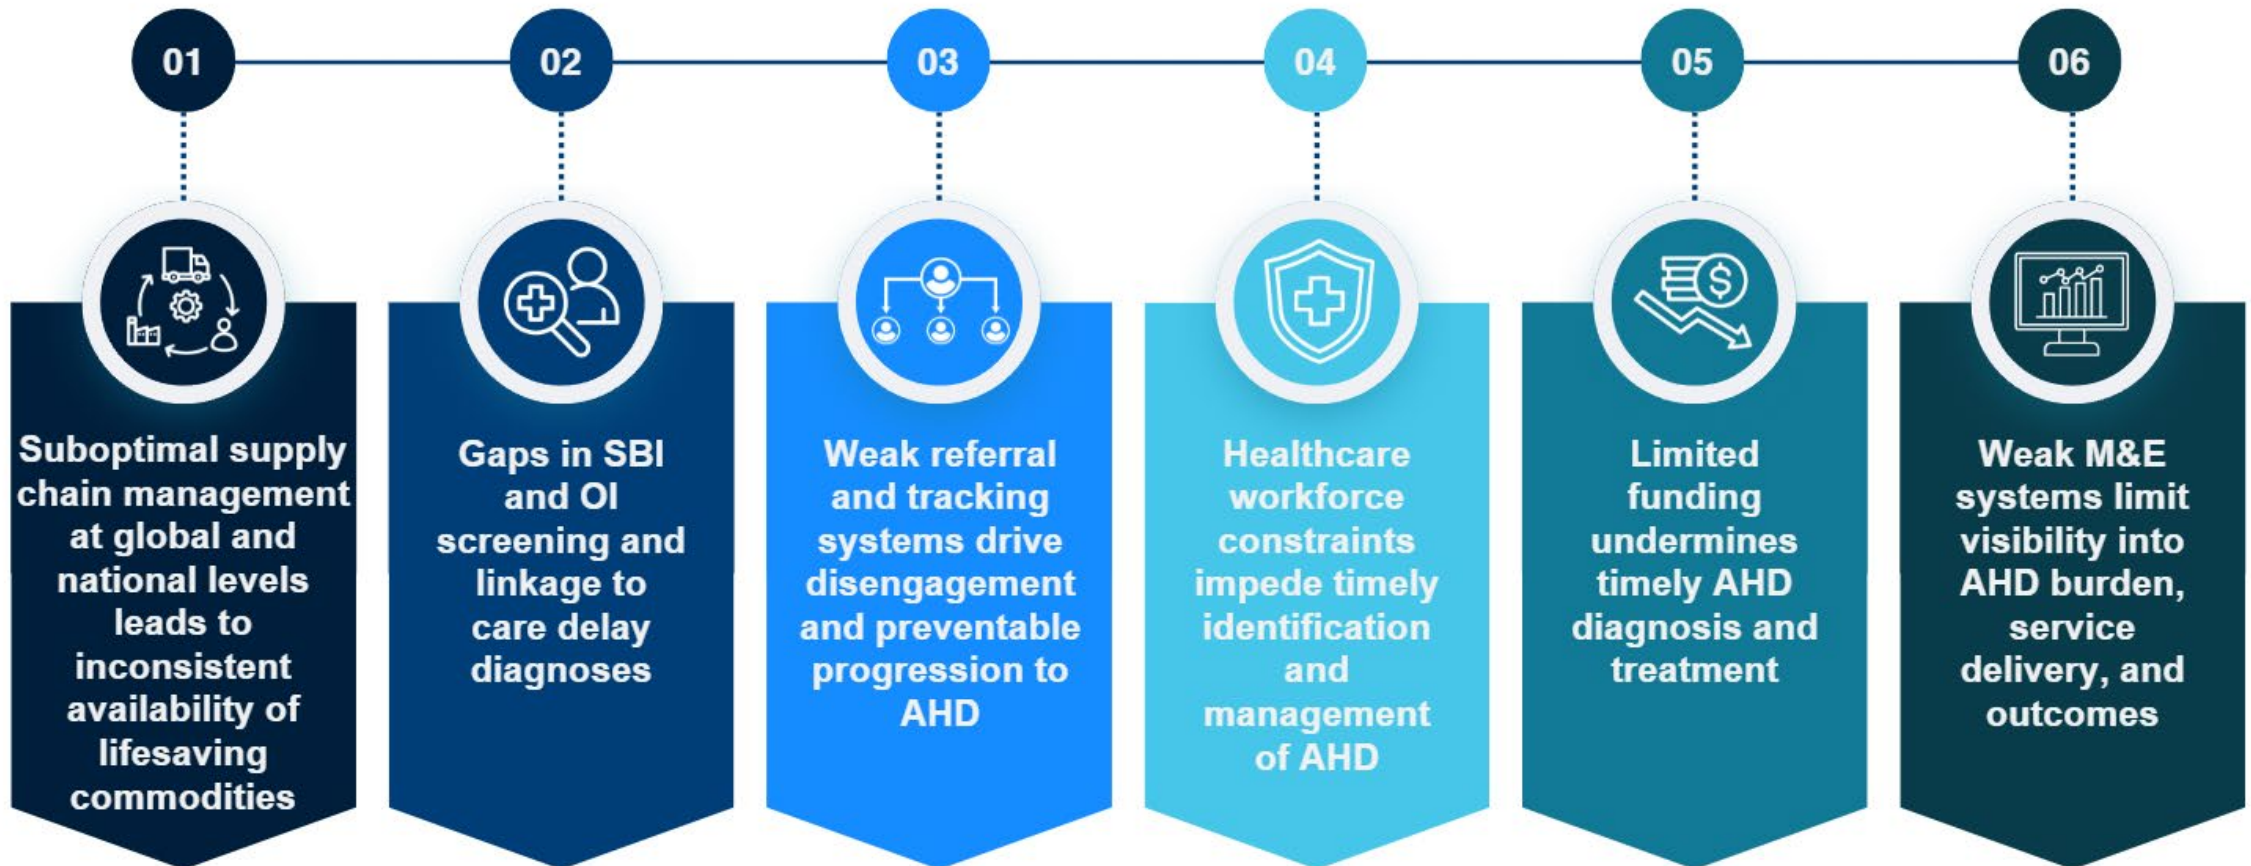 01
02
03
04
05
06
Suboptimal supply
chain management
at global and
national levels
leads to
inconsistent
availability of
lifesaving
commodities
Gaps in SBI
and OI
screening and
linkage to
care delay
diagnoses
Weak referral
and tracking
systems drive
disengagement
and preventable
progression to
AHD
Healthcare
workforce
constraints
impede timely
identification
and
management
of AHD
Limited
funding
undermines
timely AHD
diagnosis and
treatment
Weak M&E
systems limit
visibility into
AHD burden,
service
delivery, and
outcomes